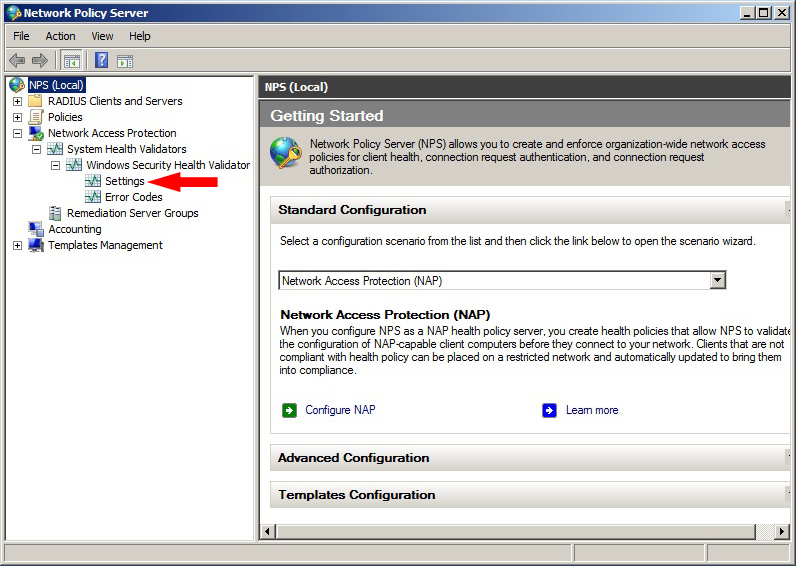 Network Policy Server
File Action View Help
NPS (Local)
RADIUS Clients and Servers
Policies
Network Access Protection
System Health Validators
Windows Security Health Validator
Settings
Error Codes
Remediation Server Groups
Accounting
Templates Management
NPS (Local)
Getting Started
Network Policy Server (NPS) allows you to create and enforce organization-wide network access
policies for client health, connection request authentication, and connection request
authorization.
Standard Configuration
Select a configuration scenario from the list and then click the link below to open the scenario wizard.
Network Access Protection (NAP)
Network Access Protection (NAP)
When you configure NPS as a NAP health policy server, you create health policies that allow NPS to validate
the configuration of NAP-capable client computers before they connect to your network. Clients that are not
compliant with health policy can be placed on a restricted network and automatically updated to bring them
into compliance.
Configure NAP Learn more
Advanced Configuration
Templates Configuration